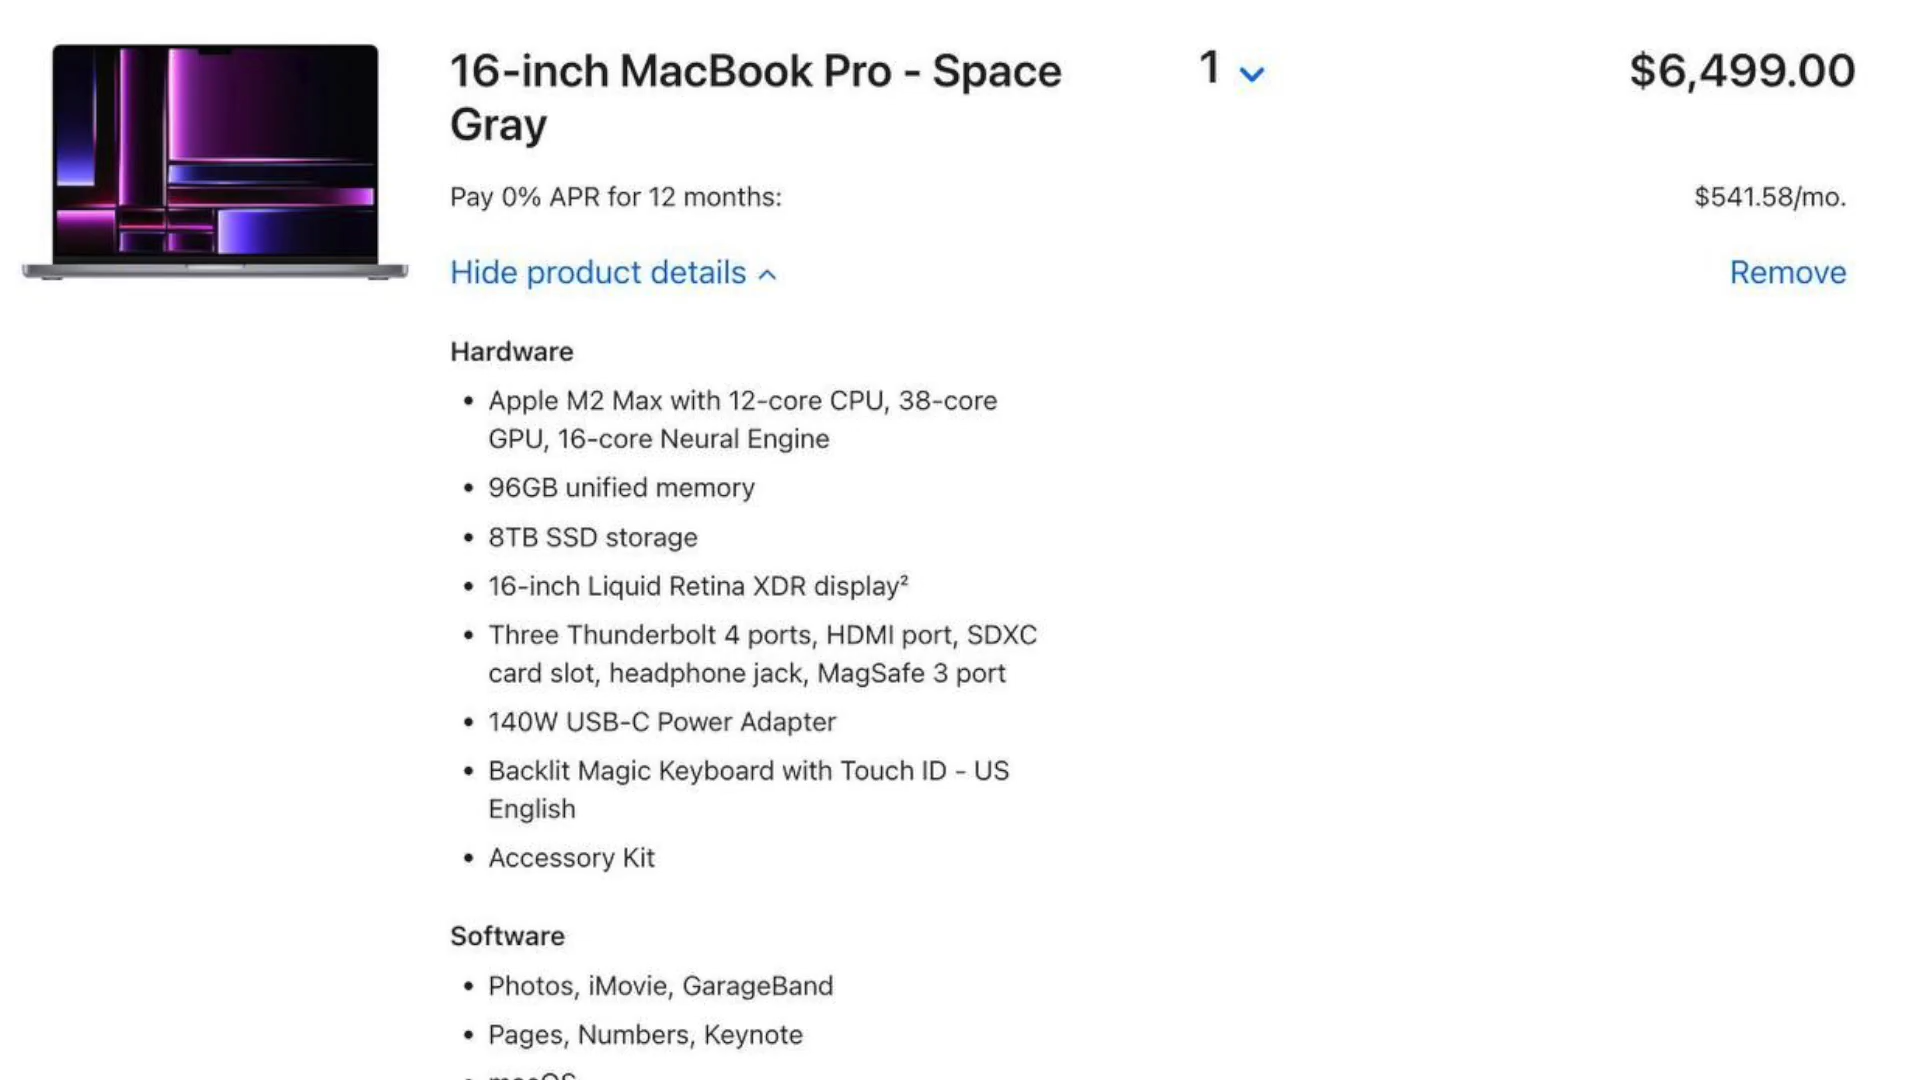 16-inch MacBook Pro - Space
Gray
1
$6,499.00
Pay 0% APR for 12 months:
$541.58/mo.
Hide product details
Remove
Hardware
• Apple M2 Max with 12-core CPU, 38-core
GPU, 16-core Neural Engine
• 96GB unified memory
• 8TB SSD storage
• 16-inch Liquid Retina XDR display²
• Three Thunderbolt 4 ports, HDMI port, SDXC
card slot, headphone jack, MagSafe 3 port
• 140W USB-C Power Adapter
• Backlit Magic Keyboard with Touch ID - US
English
• Accessory Kit
Software
• Photos, iMovie, GarageBand
• Pages, Numbers, Keynote
• macOS